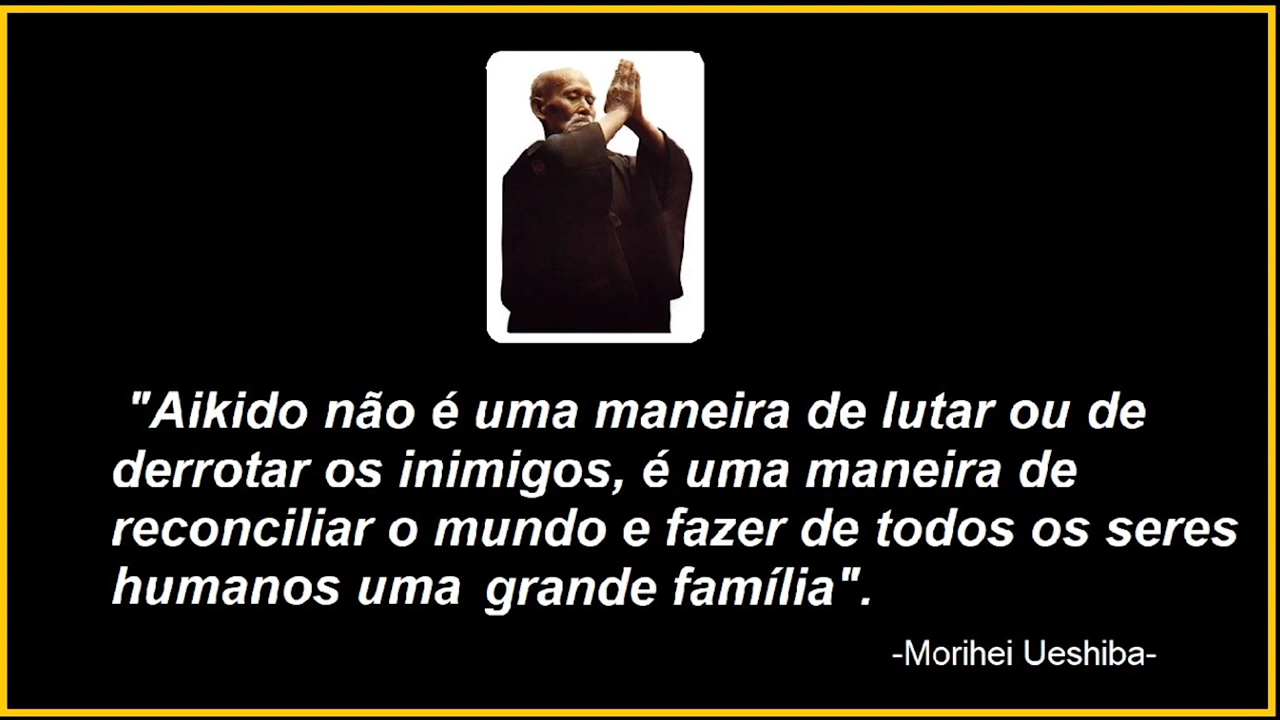 "Aikido não é uma maneira de lutar ou de
derrotar os inimigos, é uma maneira de
reconciliar o mundo e fazer de todos os seres
humanos uma grande família".
-Morihei Ueshiba-